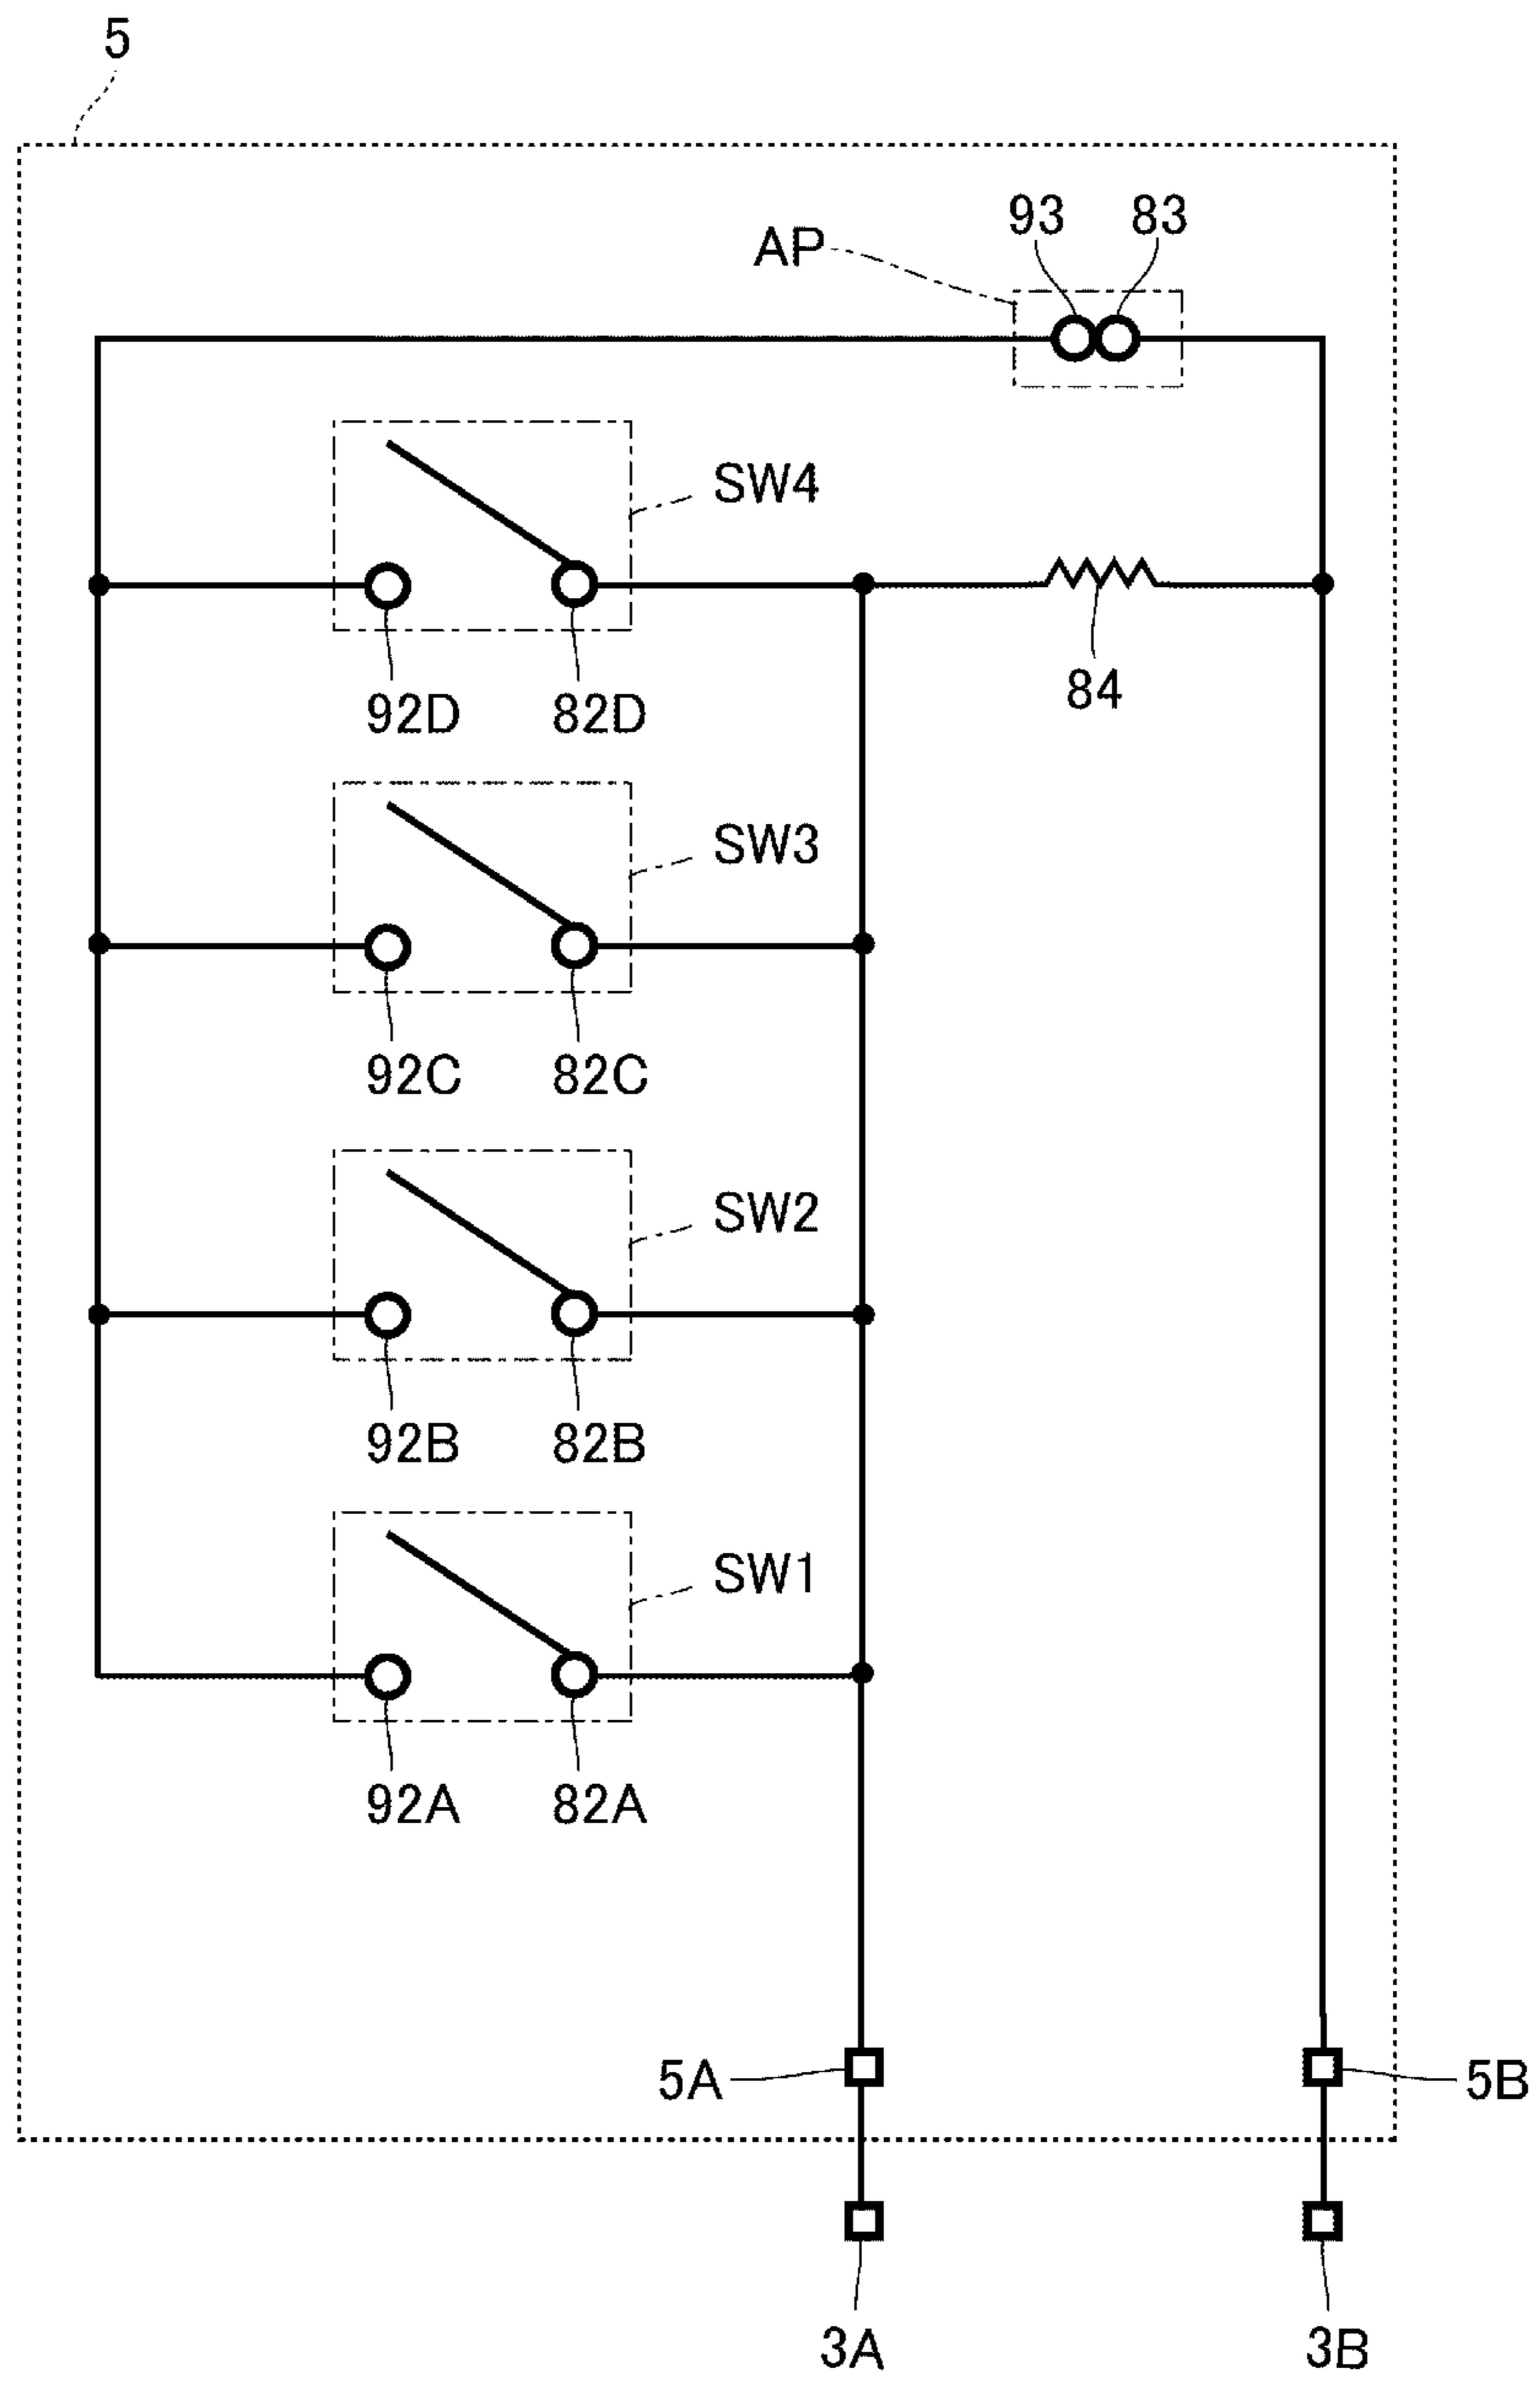 5
93 83
AP
SW4
92D 82D
84
SW3
92C 82C
SW2
92B 82B
SW1
92A 82A
5A 5B
3A 3B